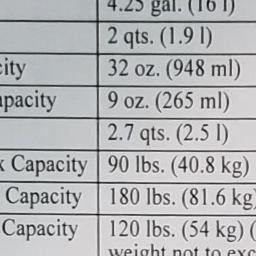 4.25 gal. (16 l)
2 qts. (1.9 l)
city 32 oz. (948 ml)
apacity 9 oz. (265 ml)
2.7 qts. (2.5 l)
x Capacity 90 lbs. (40.8 kg)
Capacity 180 lbs. (81.6 kg)
Capacity 120 lbs. (54 kg) (
weight not to exc